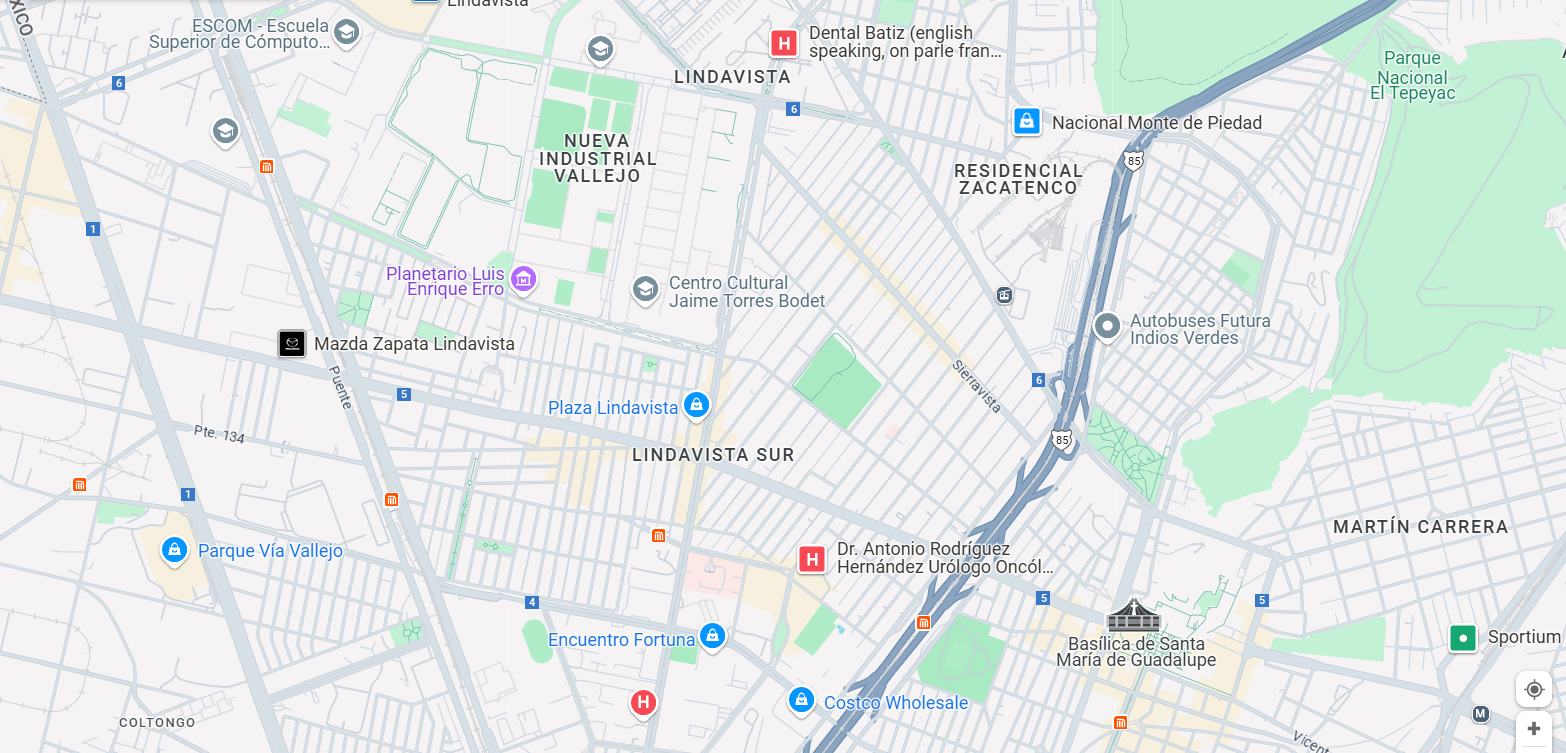 XICO
Lindavista
ESCOM - Escuela
Superior de Cómputo...
Dental Batiz (english
speaking, on parle fran...
LINDAVISTA
Parque
Nacional
El Tepeyac
6
6
Nacional Monte de Piedad
NUEVA
INDUSTRIAL
VALLEJO
85
RESIDENCIAL
ZACATENCO
1
Planetario Luis
Enrique Erro
Centro Cultural
Jaime Torres Bodet
Autobuses Futura
Indios Verdes
Mazda Zapata Lindavista
mazda
Puente
Sierravista
6
5
Plaza Lindavista
Pte. 134
85
LINDAVISTA SUR
1
MARTÍN CARRERA
Parque Vía Vallejo
Dr. Antonio Rodríguez
Hernández Urólogo Oncól...
4
5
5
Encuentro Fortuna
Basílica de Santa
María de Guadalupe
Sportium
Costco Wholesale
COLTONGO
Vicent